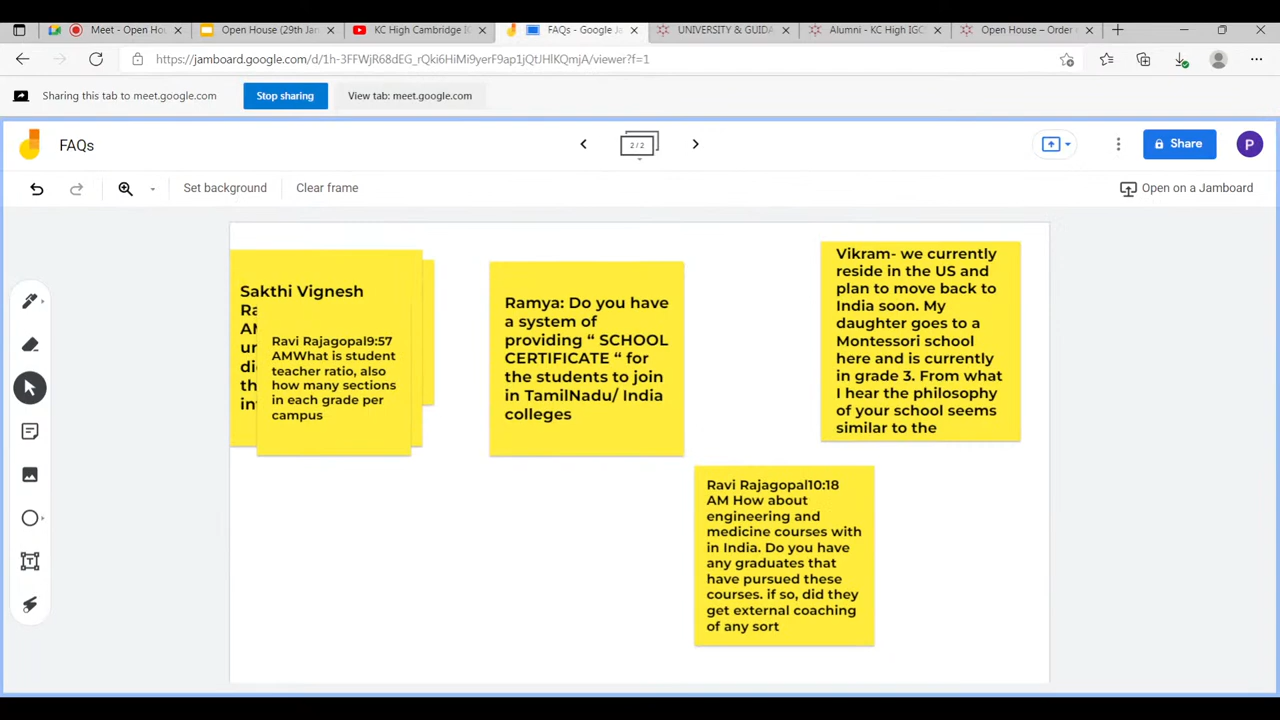 Meet - Open Ho
Open House (29th Jan
KC High Cambridge I
FAQs - Google Ja
UNIVERSITY & GUIDA
Alumni - KC High IGC
Open House – Order
https://jamboard.google.com/d/1h-3FFWjR68dEG_rQki6HiMi9yerF9ap1jQtJHlKQmjA/viewer?f=1
Sharing this tab to meet.google.com
Stop sharing
View tab: meet.google.com
FAQs
2 / 2
Share
P
Set background
Clear frame
Open on a Jamboard
Sakthi Vignesh
Ra
AM
un
di
th
in
Ravi Rajagopal9:57
AMWhat is student
teacher ratio, also
how many sections
in each grade per
campus
Ramya: Do you have
a system of
providing “ SCHOOL
CERTIFICATE “ for
the students to join
in TamilNadu/ India
colleges
Vikram- we currently
reside in the US and
plan to move back to
India soon. My
daughter goes to a
Montessori school
here and is currently
in grade 3. From what
I hear the philosophy
of your school seems
similar to the
Ravi Rajagopal10:18
AM How about
engineering and
medicine courses with
in India. Do you have
any graduates that
have pursued these
courses. if so, did they
get external coaching
of any sort